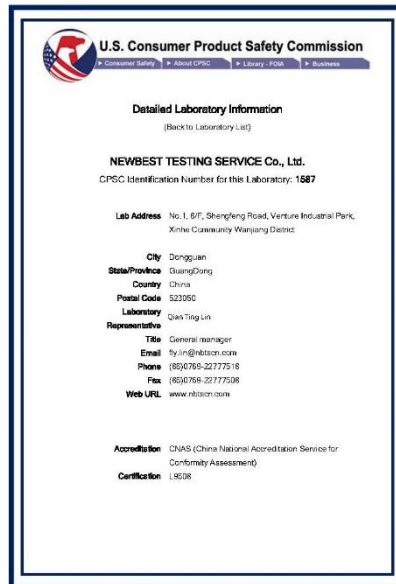 U.S. Consumer Product Safety Commission
Consumer Safety About CPSC Library - FOIA Business
Datailed Laboratory Information
(Back to Laboratory List)
NEWBEST TESTING SERVICE Co., Ltd.
CPSC Identification Number for this Laboratory: 1587
Lab Address No.1, 6/F, Shengfeng Road, Venture Industrial Park,
Xinhe Community Wanjiang District
City Dongguan
State/Province GuangDong
Country China
Postal Code 523050
Laboratory
Representative Qian Ting Lin
Title General manager
Email fly.lin@nbtscn.com
Phone (86)0769-22777518
Fax (86)0769-22777508
Web URL www.nbtscn.com
Accreditation CNAS (China National Accreditation Service for
Conformity Assessment)
Certification L9508